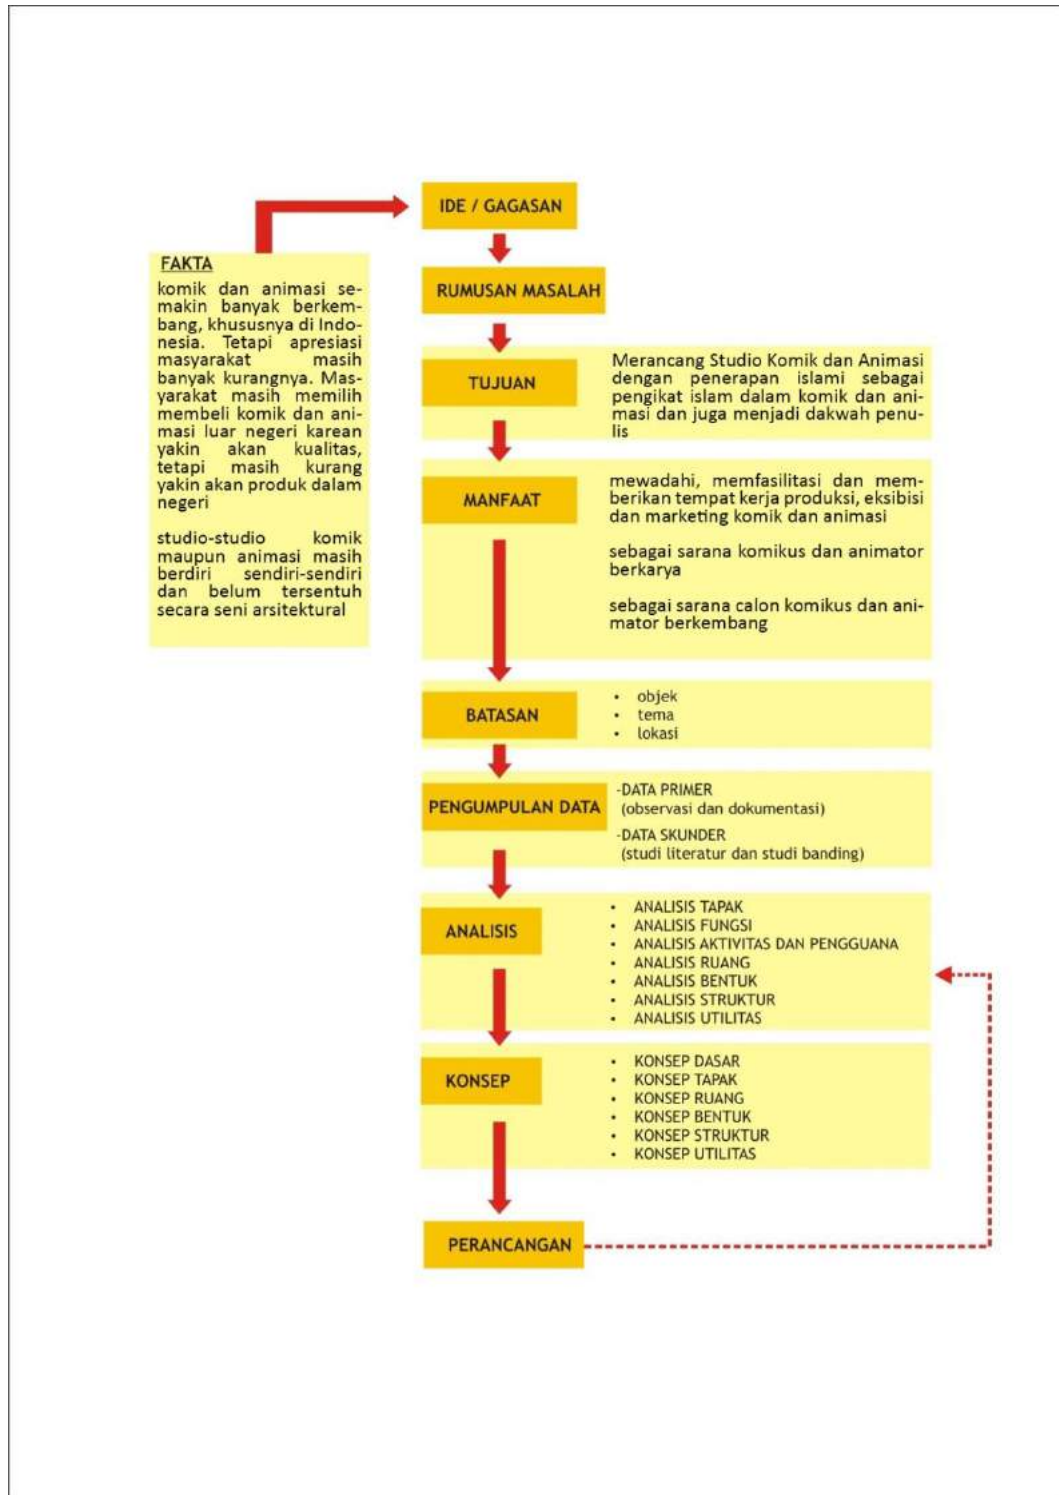 IDE / GAGASAN
FAKTA
komik dan animasi se-
makin banyak berkem-
bang, khususnya di Indo-
nesia. Tetapi apresiasi
masyarakat masih
banyak kurangnya. Mas-
yarakat masih memilih
membeli komik dan ani-
masi luar negeri karean
yakin akan kualitas,
tetapi masih kurang
yakin akan produk dalam
negeri
studio-studio komik
maupun animasi masih
berdiri sendiri-sendiri
dan belum tersentuh
secara seni arsitektural
RUMUSAN MASALAH
TUJUAN
Merancang Studio Komik dan Animasi
dengan penerapan islami sebagai
pengikat islam dalam komik dan ani-
masi dan juga menjadi dakwah penu-
lis
MANFAAT
mewadahi, memfasilitasi dan mem-
berikan tempat kerja produksi, eksibisi
dan marketing komik dan animasi
sebagai sarana komikus dan animator
berkarya
sebagai sarana calon komikus dan ani-
mator berkembang
BATASAN
• objek
• tema
• lokasi
PENGUMPULAN DATA
-DATA PRIMER
(observasi dan dokumentasi)
-DATA SKUNDER
(studi literatur dan studi banding)
ANALISIS
• ANALISIS TAPAK
• ANALISIS FUNGSI
• ANALISIS AKTIVITAS DAN PENGGUANA
• ANALISIS RUANG
• ANALISIS BENTUK
• ANALISIS STRUKTUR
• ANALISIS UTILITAS
KONSEP
• KONSEP DASAR
• KONSEP TAPAK
• KONSEP RUANG
• KONSEP BENTUK
• KONSEP STRUKTUR
• KONSEP UTILITAS
PERANCANGAN